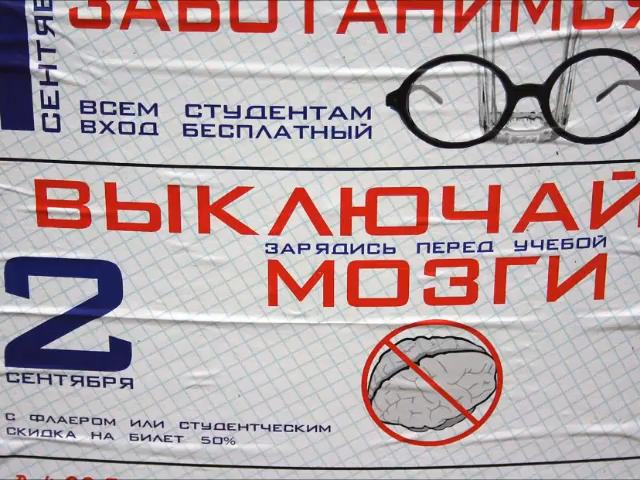 ЗАБОТАНИМСЯ
ВСЕМ СТУДЕНТАМ
ВХОД БЕСПЛАТНЫЙ
ВЫКЛЮЧАЙ
ЗАРЯДИСЬ ПЕРЕД УЧЕБОЙ
МОЗГИ
2
СЕНТЯБРЯ
С ФЛАЕРОМ ИЛИ СТУДЕНТЧЕСКИМ
СКИДКА НА БИЛЕТ 50%